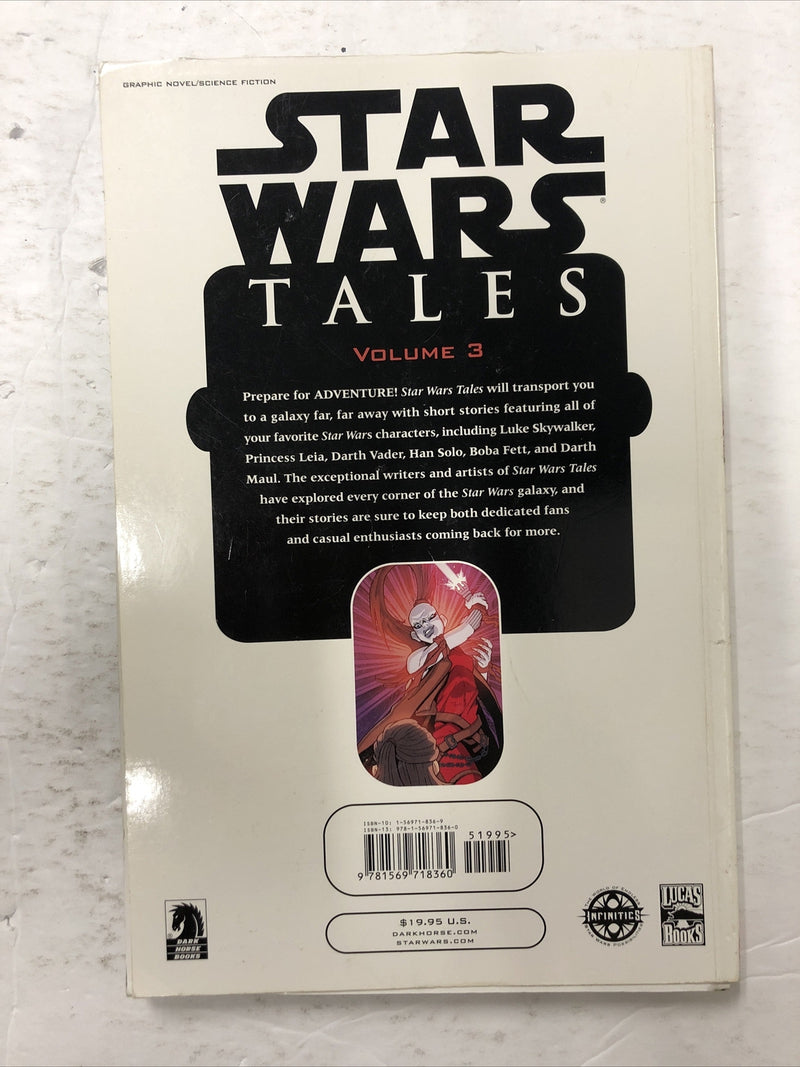 GRAPHIC NOVEL/SCIENCE FICTION
STAR
WARS®
TALES
VOLUME 3
Prepare for ADVENTURE! Star Wars Tales will transport you
to a galaxy far, far away with short stories featuring all of
your favorite Star Wars characters, including Luke Skywalker,
Princess Leia, Darth Vader, Han Solo, Boba Fett, and Darth
Maul. The exceptional writers and artists of Star Wars Tales
have explored every corner of the Star Wars galaxy, and
their stories are sure to keep both dedicated fans
and casual enthusiasts coming back for more.
ISBN-10: 1-56971-836-9
ISBN-13: 978-1-56971-836-0
51995>
9 781569 718360
$19.95 U.S.
DARKHORSE.COM
STARWARS.COM
DARK
HORSE
BOOKS
INFINITIES
STAR WARS
LUCAS
BOOKS